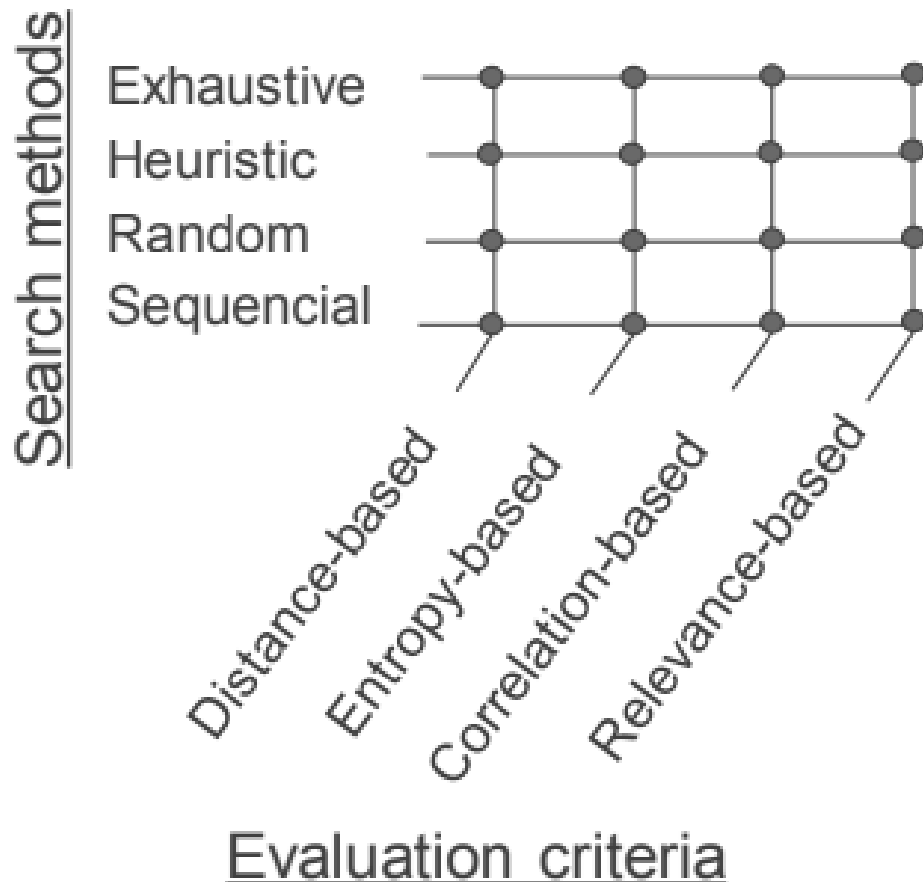 Search methods
Exhaustive
Heuristic
Random
Sequencial
Distance-based
Entropy-based
Correlation-based
Relevance-based
Evaluation criteria